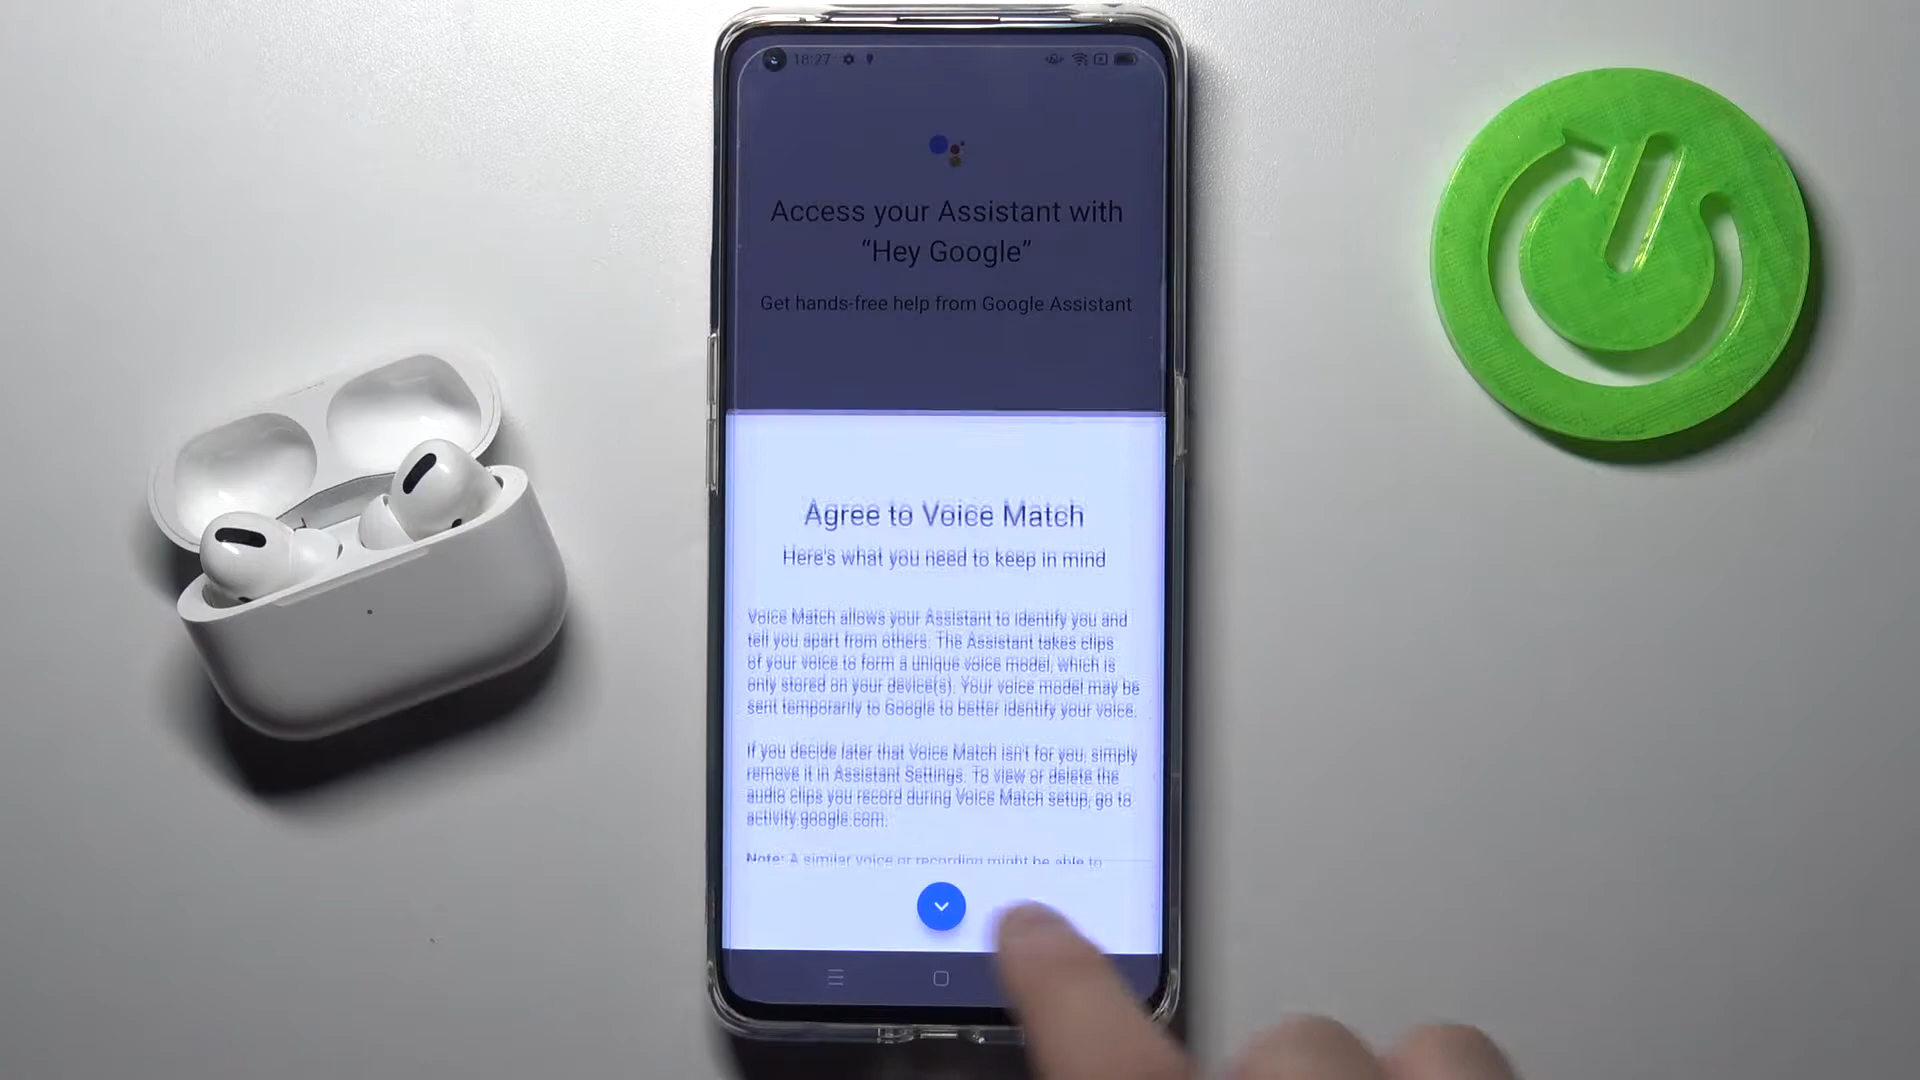 18:27
Access your Assistant with
“Hey Google”
Get hands-free help from Google Assistant
Agree to Voice Match
Here's what you need to keep in mind
Voice Match allows your Assistant to identify you and
tell you apart from others. The Assistant takes clips
of your voice to form a unique voice model, which is
only stored on your device(s). Your voice model may be
sent temporarily to Google to better identify your voice.
If you decide later that Voice Match isn't for you, simply
remove it in Assistant Settings. To view or delete the
audio clips you record during Voice Match setup, go to
activity.google.com.
Note: A similar voice or recording might be able to